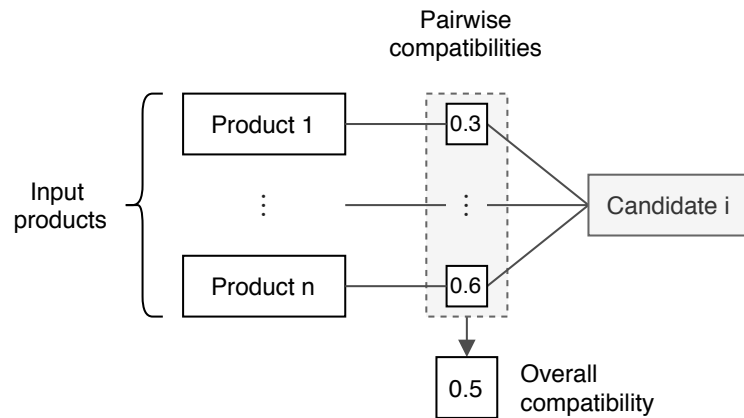 Pairwise
compatibilities
Product 1
0.3
Input
products
⋮
⋮
Candidate i
Product n
0.6
0.5
Overall
compatibility